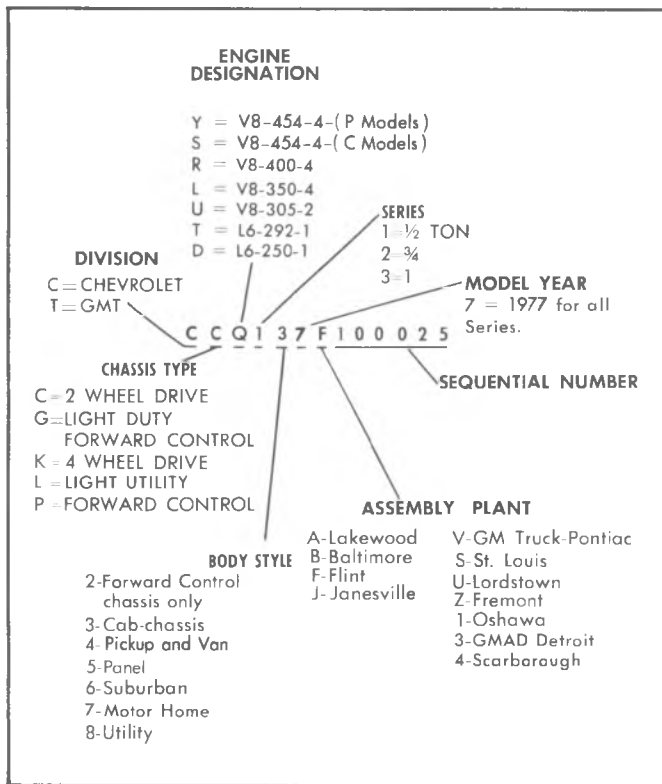 ENGINE
DESIGNATION
Y = V8-454-4-( P Models )
S = V8-454-4-( C Models )
R = V8-400-4
L = V8-350-4
U = V8-305-2
T = L6-292-1
D = L6-250-1
SERIES
1=½ TON
2=¾
3=1
DIVISION
C=CHEVROLET
T=GMT
MODEL YEAR
7 = 1977 for all
Series.
C C Q 1 3 7 F 1 0 0 0 2 5
CHASSIS TYPE
C=2 WHEEL DRIVE
G=LIGHT DUTY
FORWARD CONTROL
K=4 WHEEL DRIVE
L=LIGHT UTILITY
P=FORWARD CONTROL
SEQUENTIAL NUMBER
BODY STYLE
2-Forward Control
chassis only
3-Cab-chassis
4-Pickup and Van
5-Panel
6-Suburban
7-Motor Home
8-Utility
ASSEMBLY PLANT
A-Lakewood
B-Baltimore
F-Flint
J-Janesville
V-GM Truck-Pontiac
S-St. Louis
U-Lordstown
Z-Fremont
1-Oshawa
3-GMAD Detroit
4-Scarboraugh